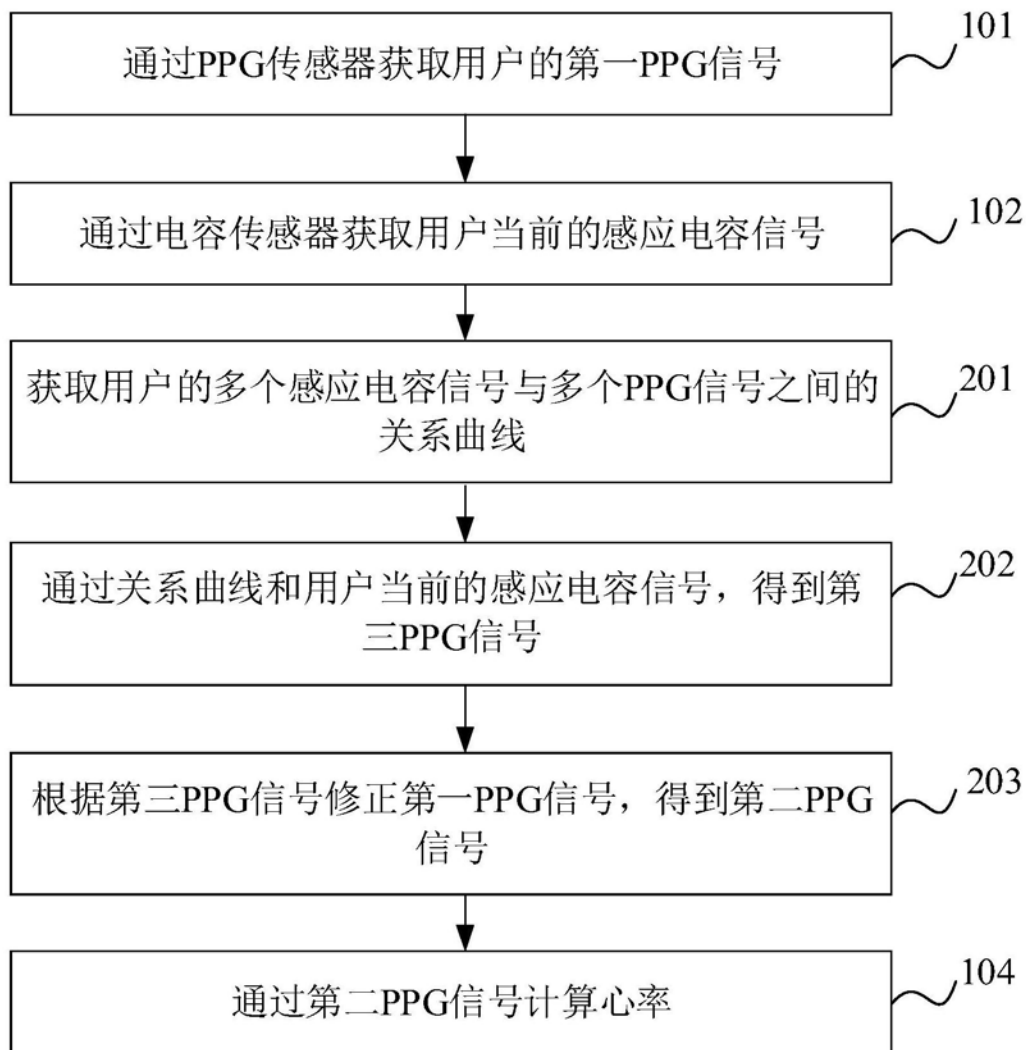 通过PPG传感器获取用户的第一PPG信号
101
通过电容传感器获取用户当前的感应电容信号
102
获取用户的多个感应电容信号与多个PPG信号之间的
关系曲线
201
通过关系曲线和用户当前的感应电容信号，得到第
三PPG信号
202
根据第三PPG信号修正第一PPG信号，得到第二PPG
信号
203
通过第二PPG信号计算心率
104